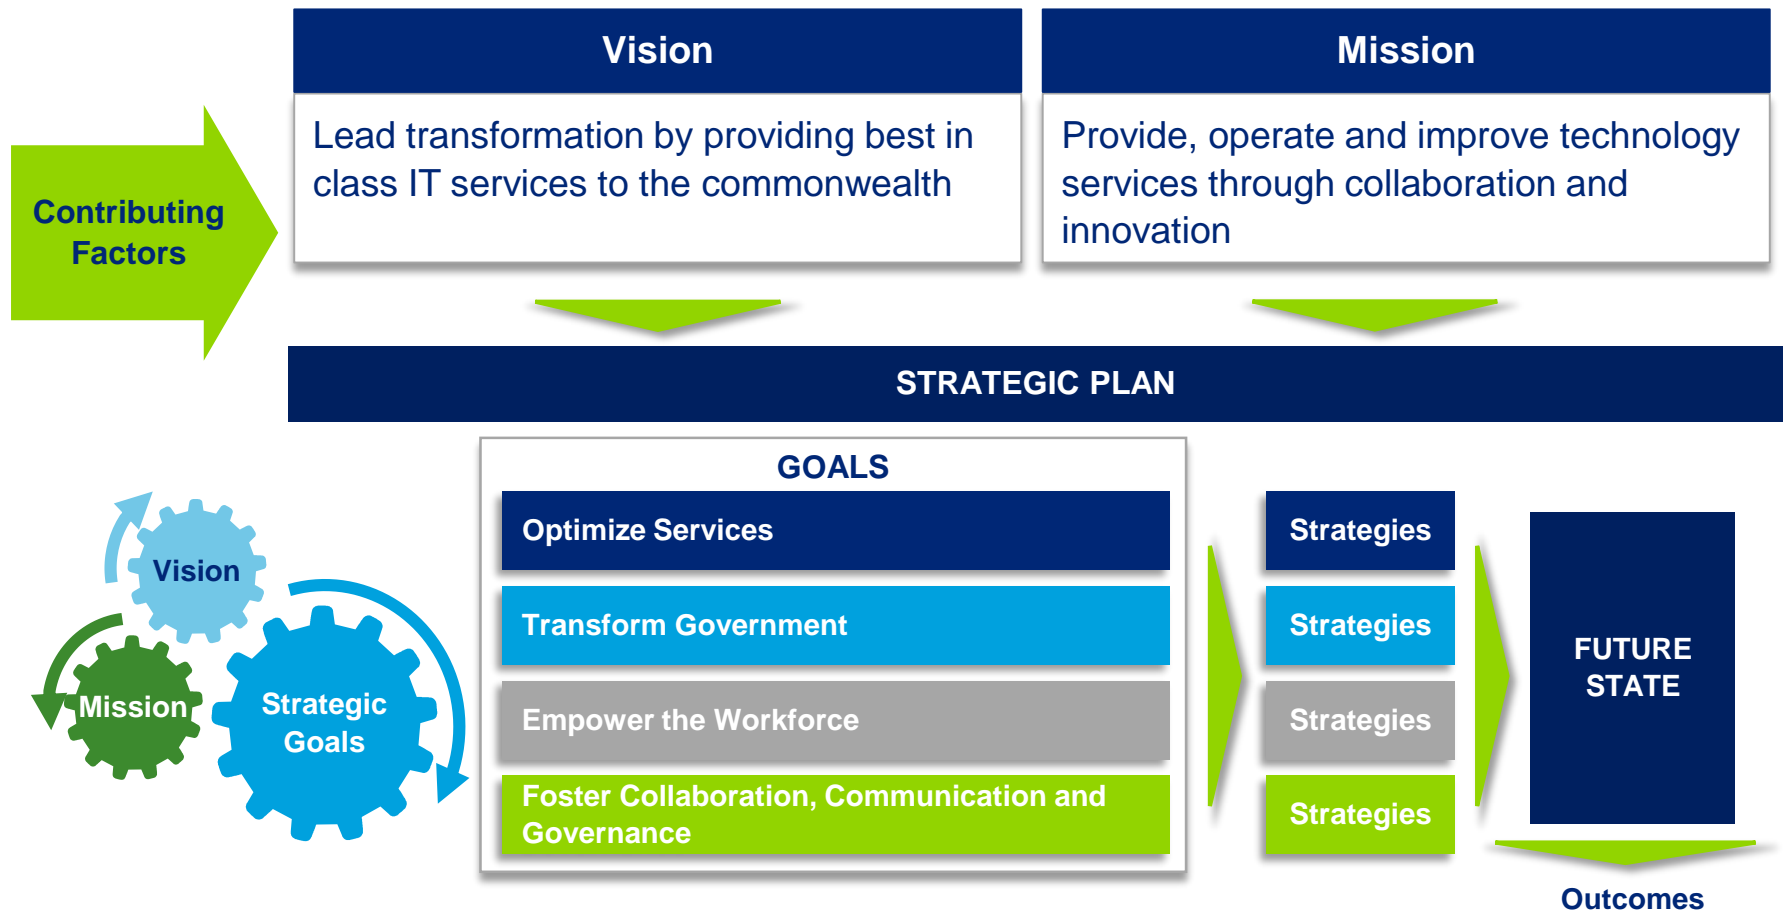 Vision
Mission
Lead transformation by providing best in
class IT services to the commonwealth
Provide, operate and improve technology
services through collaboration and
innovation
Contributing
Factors
STRATEGIC PLAN
GOALS
Optimize Services
Strategies
Transform Government
Strategies
Empower the Workforce
Strategies
Foster Collaboration, Communication and
Governance
Strategies
FUTURE
STATE
Outcomes
Vision
Mission
Strategic
Goals